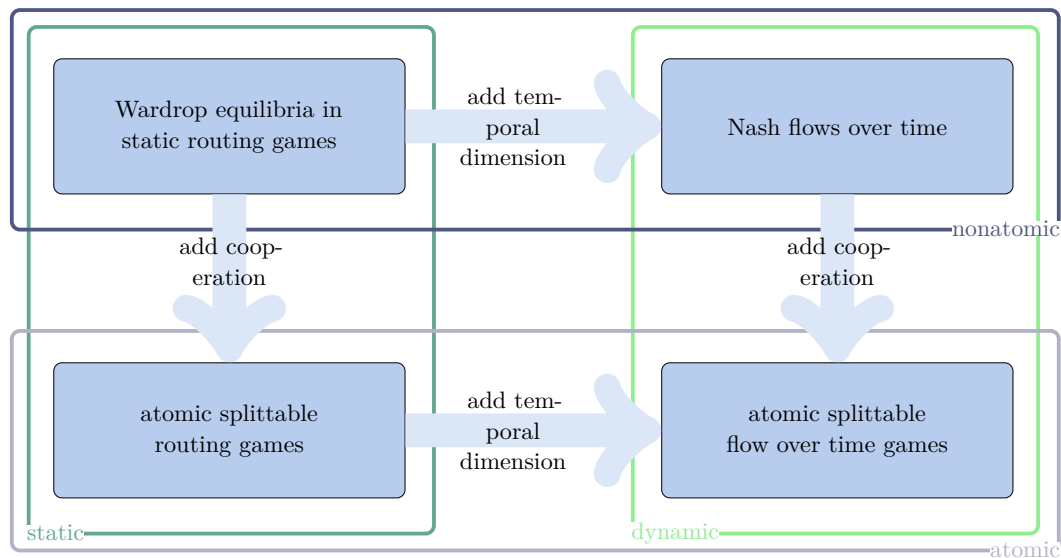 Wardrop equilibria in
static routing games
add tem-
poral
dimension
Nash flows over time
nonatomic
add coop-
eration
add coop-
eration
atomic splittable
routing games
add tem-
poral
dimension
atomic splittable
flow over time games
static
dynamic
atomic